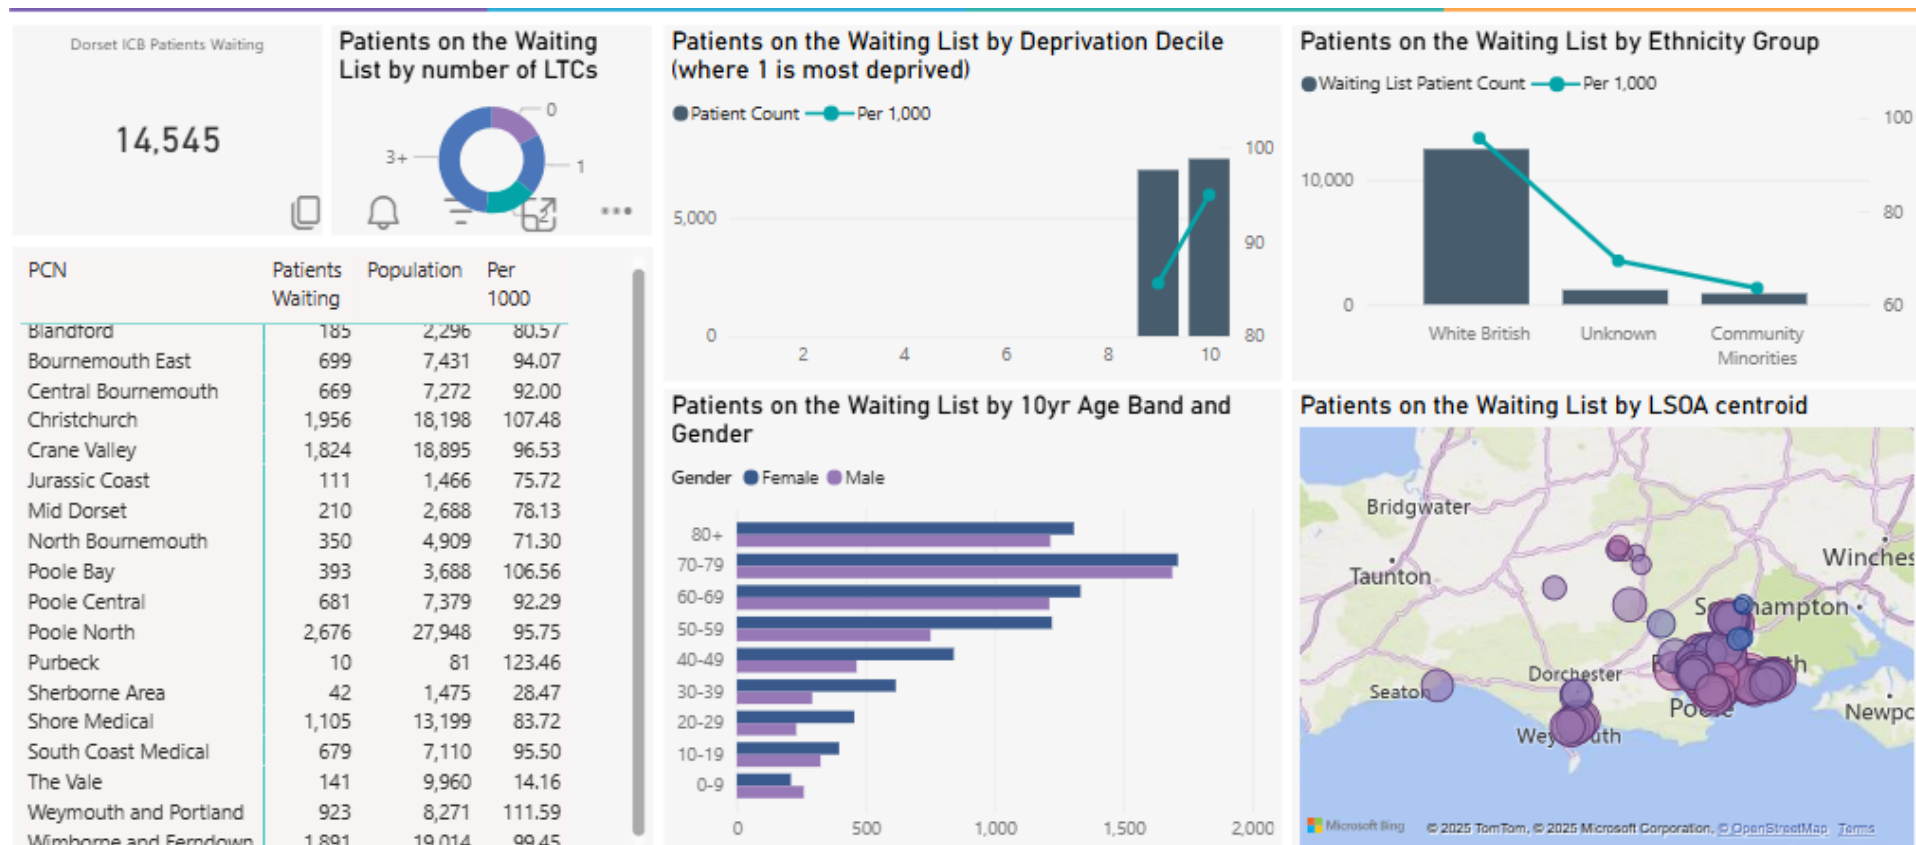 Dorset ICB Patients Waiting
14,545
Patients on the Waiting
List by number of LTCs
0
1
2
3+
PCN Patients Waiting Population Per 1000
Blandford 185 2,296 80.57
Bournemouth East 699 7,431 94.07
Central Bournemouth 669 7,272 92.00
Christchurch 1,956 18,198 107.48
Crane Valley 1,824 18,895 96.53
Jurassic Coast 111 1,466 75.72
Mid Dorset 210 2,688 78.13
North Bournemouth 350 4,909 71.30
Poole Bay 393 3,688 106.56
Poole Central 681 7,379 92.29
Poole North 2,676 27,948 95.75
Purbeck 10 81 123.46
Sherborne Area 42 1,475 28.47
Shore Medical 1,105 13,199 83.72
South Coast Medical 679 7,110 95.50
The Vale 141 9,960 14.16
Weymouth and Portland 923 8,271 111.59
Wimborne and Ferndown 1,891 19,014 99.45
Patients on the Waiting List by Deprivation Decile
(where 1 is most deprived)
Patient Count Per 1,000
5,000
0
100
90
80
2 4 6 8 10
Patients on the Waiting List by 10yr Age Band and
Gender
Gender Female Male
80+
70-79
60-69
50-59
40-49
30-39
20-29
10-19
0-9
0 500 1,000 1,500 2,000
Patients on the Waiting List by Ethnicity Group
Waiting List Patient Count Per 1,000
10,000
0
100
80
60
White British Unknown Community
Minorities
Patients on the Waiting List by LSOA centroid
Bridgwater
Winches
Taunton
Dorchester
Seaton
Newpo
Microsoft Bing © 2025 TomTom, © 2025 Microsoft Corporation, © OpenStreetMap Terms